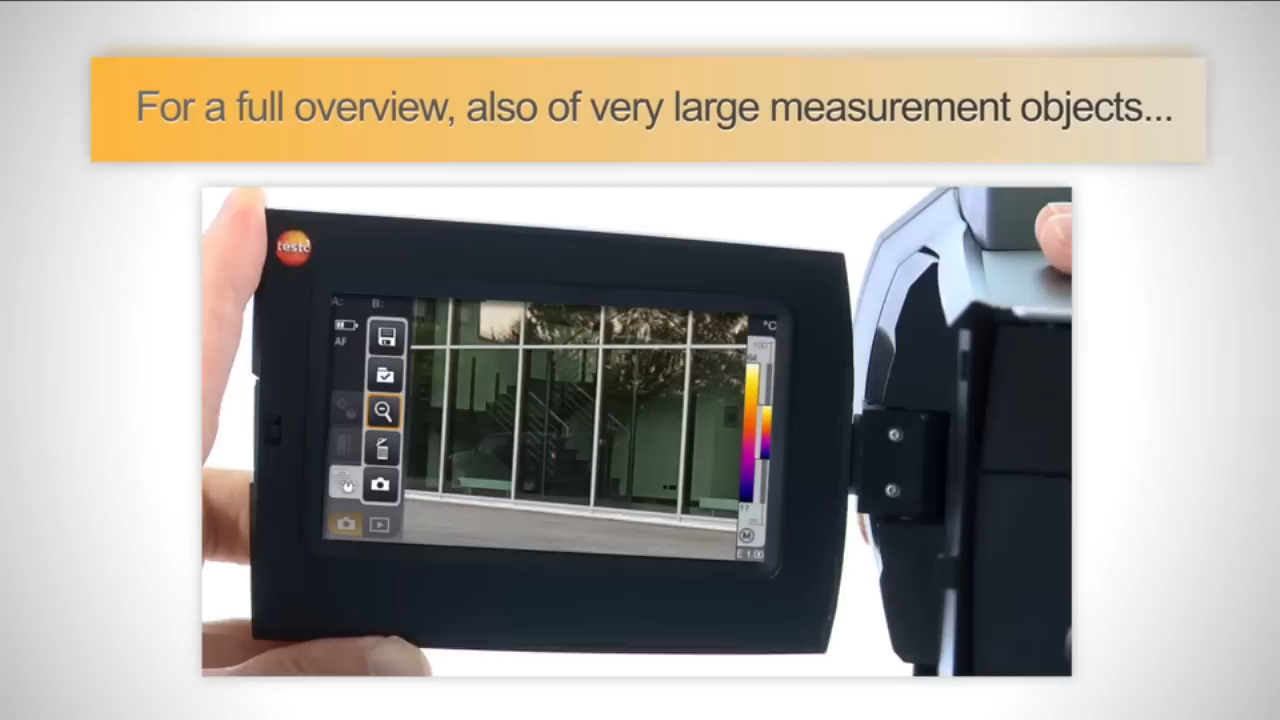 For a full overview, also of very large measurement objects...
testo
A:
B:
AF
°C
M
E 1.00